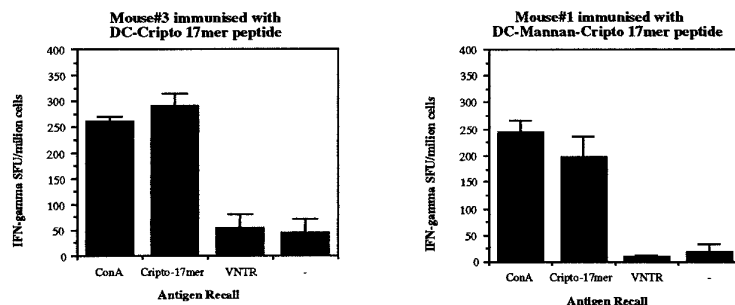 Mouse#3 immunised with
DC-Cripto 17mer peptide
IFN-gamma SFU/milion cells
400
350
300
250
200
150
100
50
0
ConA Cripto-17mer VNTR -
Antigen Recall
Mouse#1 immunised with
DC-Mannan-Cripto 17mer peptide
IFN-gamma SFU/milion cells
400
350
300
250
200
150
100
50
0
ConA Cripto-17mer VNTR -
Antigen Recall